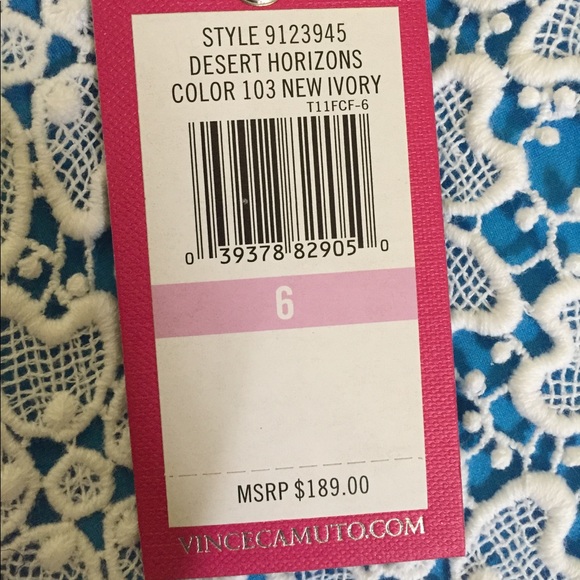 STYLE 9123945
DESERT HORIZONS
COLOR 103 NEW IVORY
T11FCF-6
0 39378 82905 0
6
MSRP $189.00
VINCECAMUTO.COM